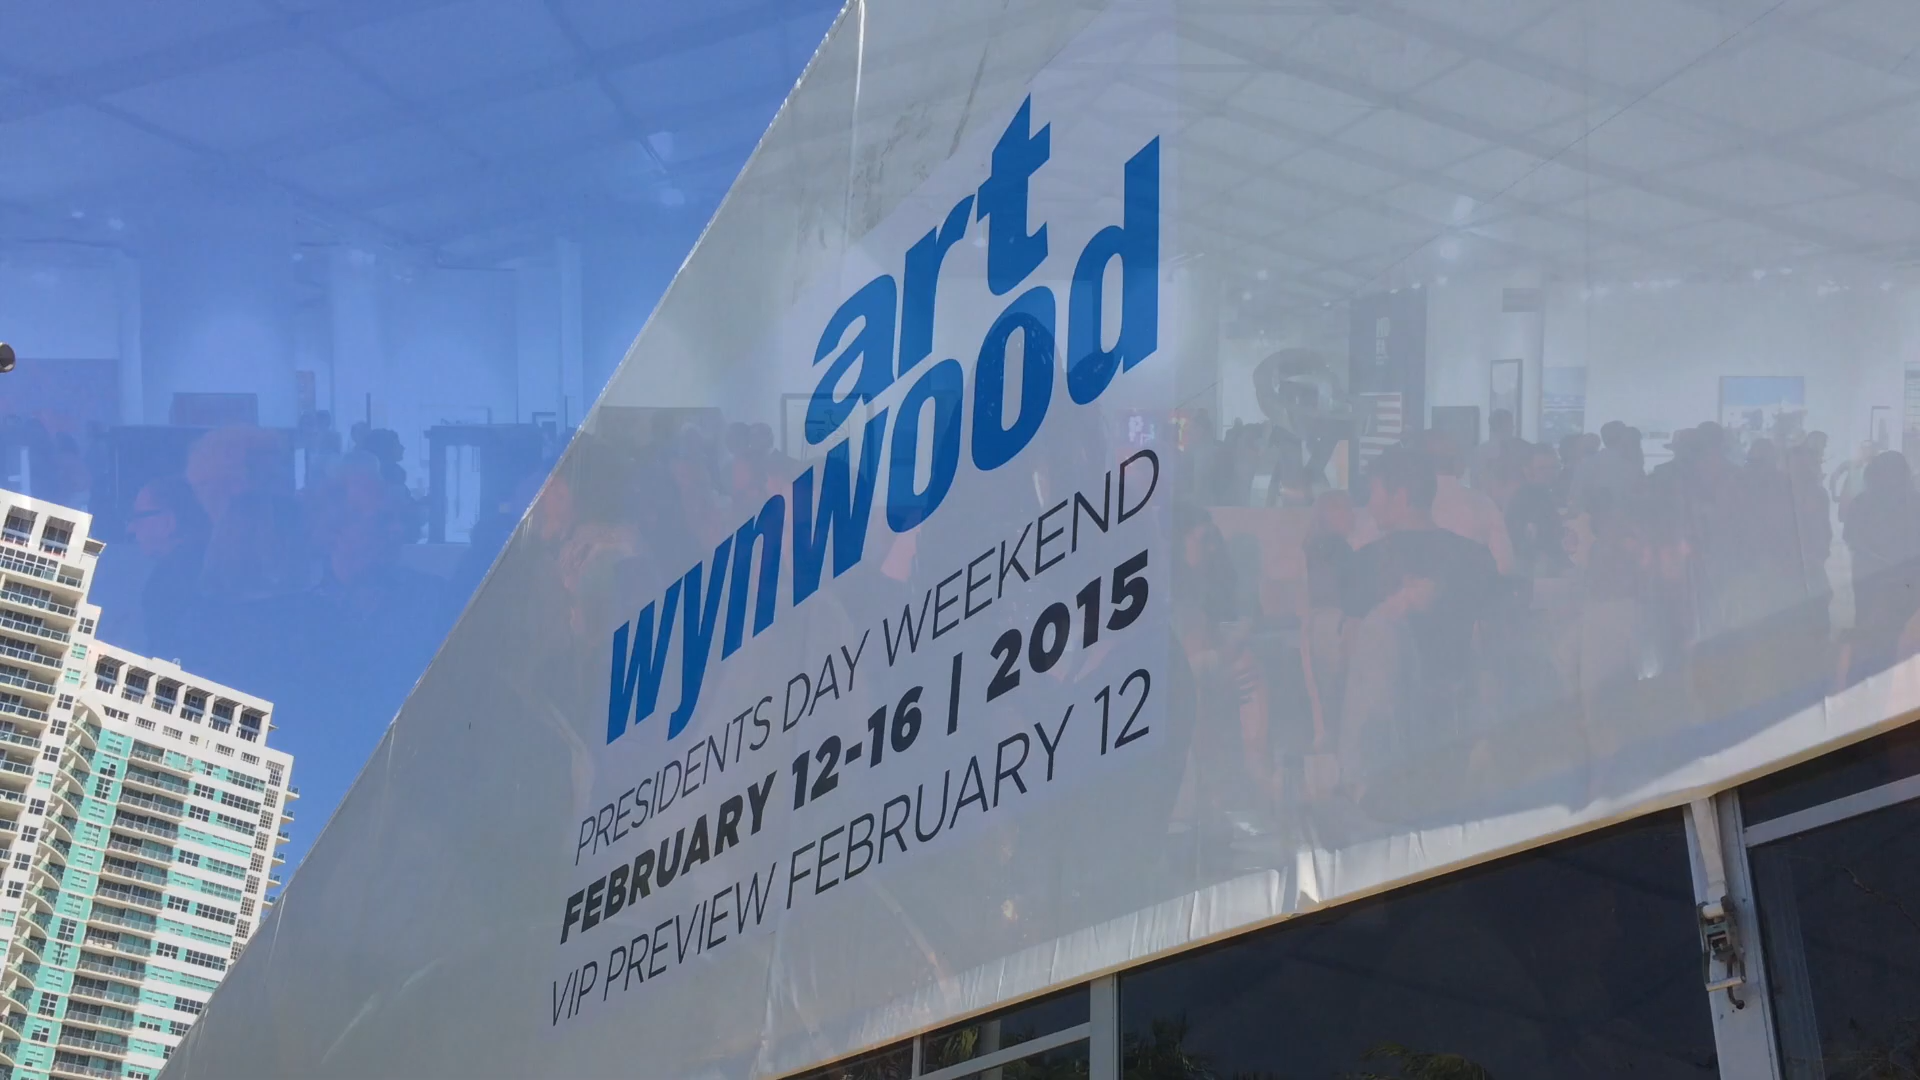 art
wynwood
PRESIDENTS DAY WEEKEND
FEBRUARY 12-16 | 2015
VIP PREVIEW FEBRUARY 12